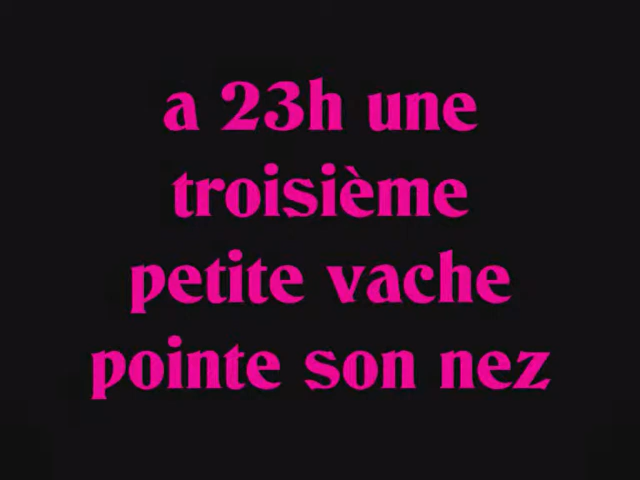 a 23h une
troisième
petite vache
pointe son nez